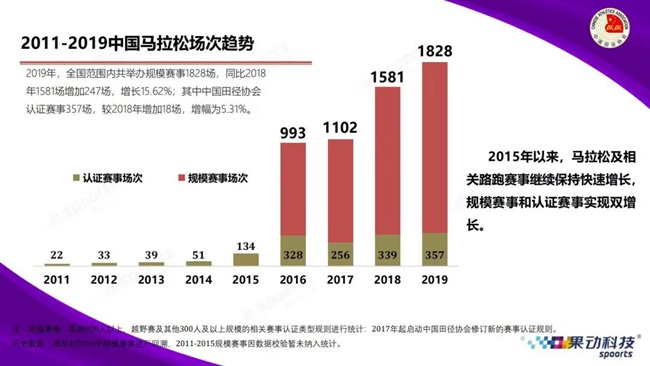 2011-2019中国马拉松场次趋势
2019年，全国范围内共举办规模赛事1828场，同比2018
年1581场增加247场，增长15.62%；其中中国田径协会
认证赛事357场，较2018年增加18场，增幅为5.31%。
认证赛事场次 规模赛事场次
1828
1581
1102
993
134
51
39
33
22
328 256 339 357
2011 2012 2013 2014 2015 2016 2017 2018 2019
2015年以来，马拉松及相
关路跑赛事继续保持快速增长，
规模赛事和认证赛事实现双增
长。
越野赛及其他300人及以上规模的相关赛事认证类型规则进行统计：2017年起启动中国田径协会修订新的赛事认证规则。
2011-2015规模赛事因数据校验暂未纳入统计。
果动科技
spoorts
CHINESE ATHLETICS ASSOCIATION
中国田径协会